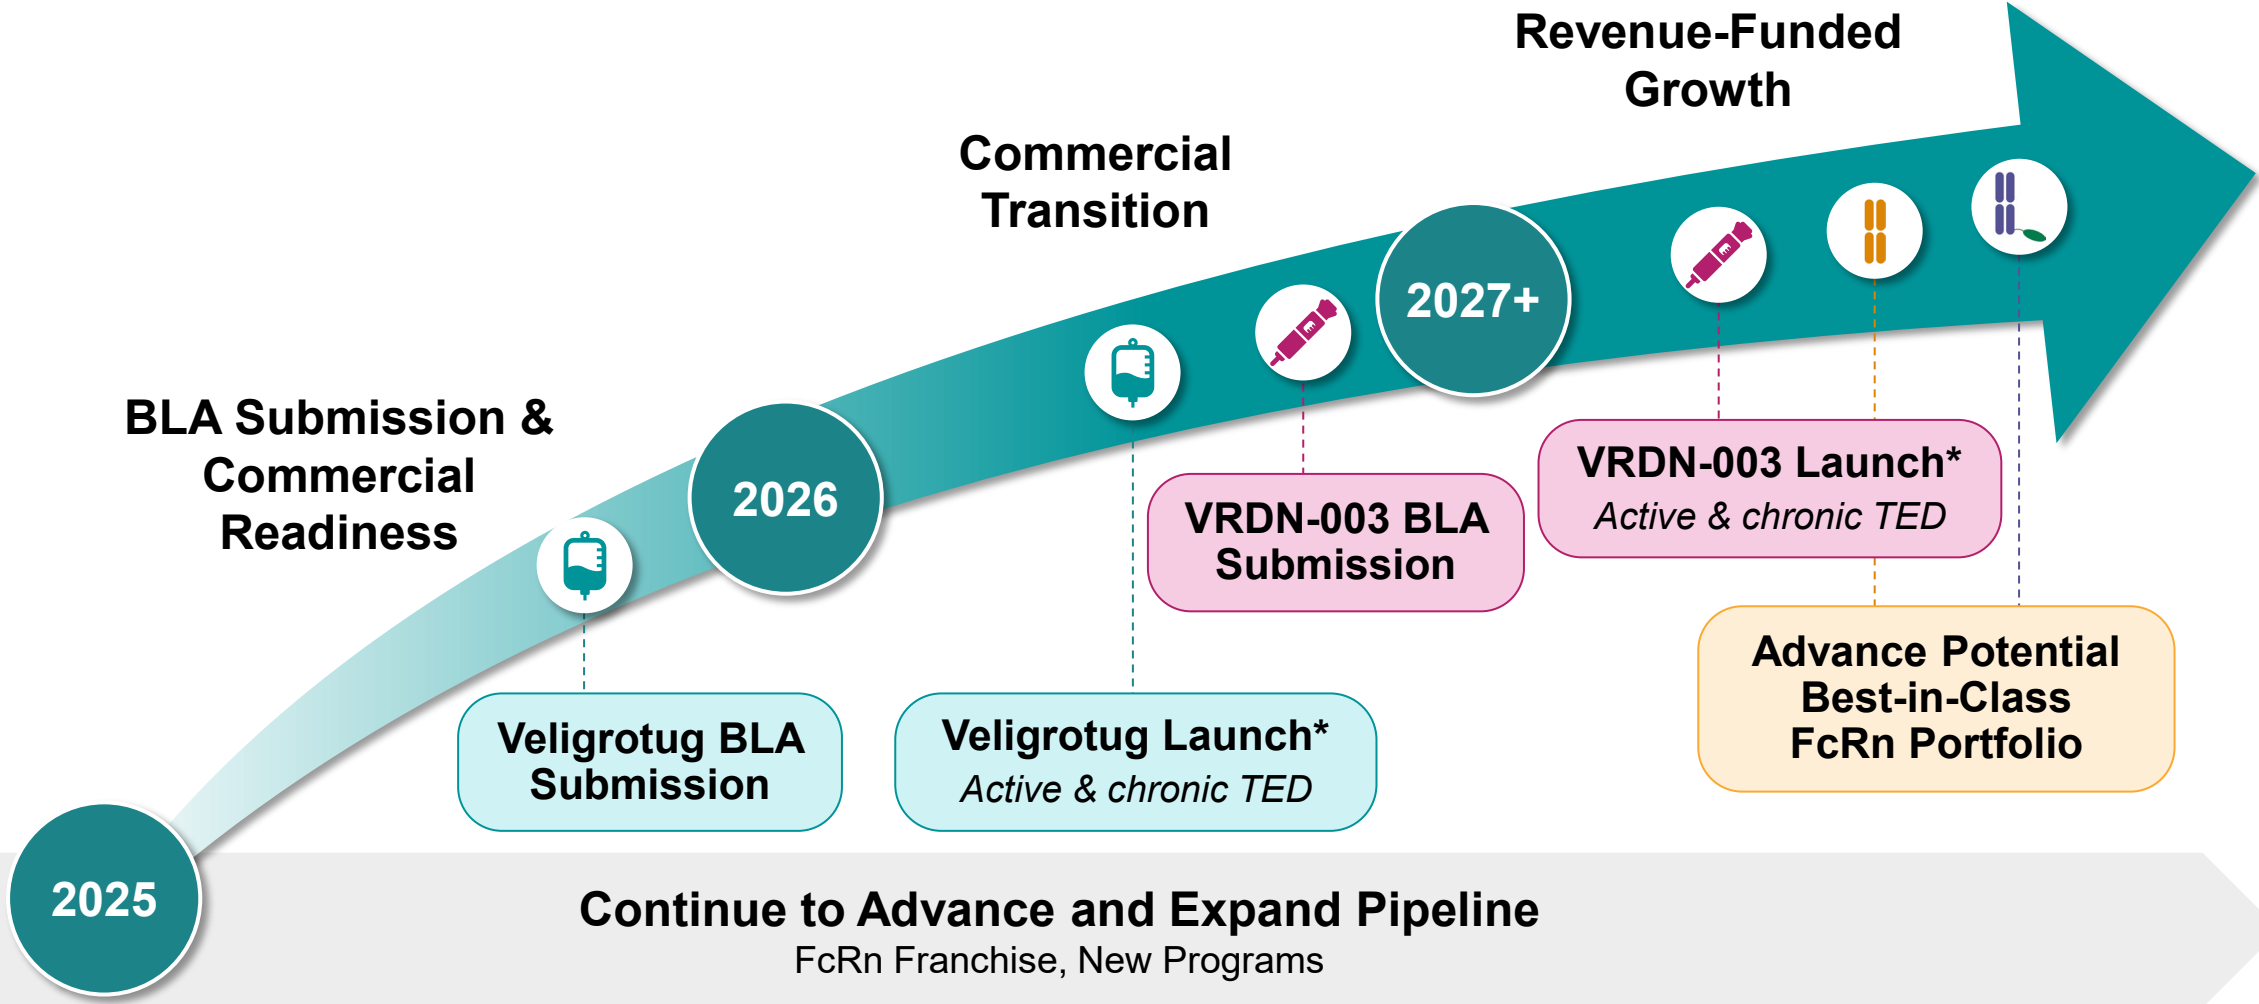 Revenue-Funded
Growth
Commercial
Transition
2027+
BLA Submission &
Commercial
Readiness
2026
VRDN-003 Launch*
Active & chronic TED
VRDN-003 BLA
Submission
Advance Potential
Best-in-Class
FcRn Portfolio
Veligrotug BLA
Submission
Veligrotug Launch*
Active & chronic TED
2025
Continue to Advance and Expand Pipeline
FcRn Franchise, New Programs